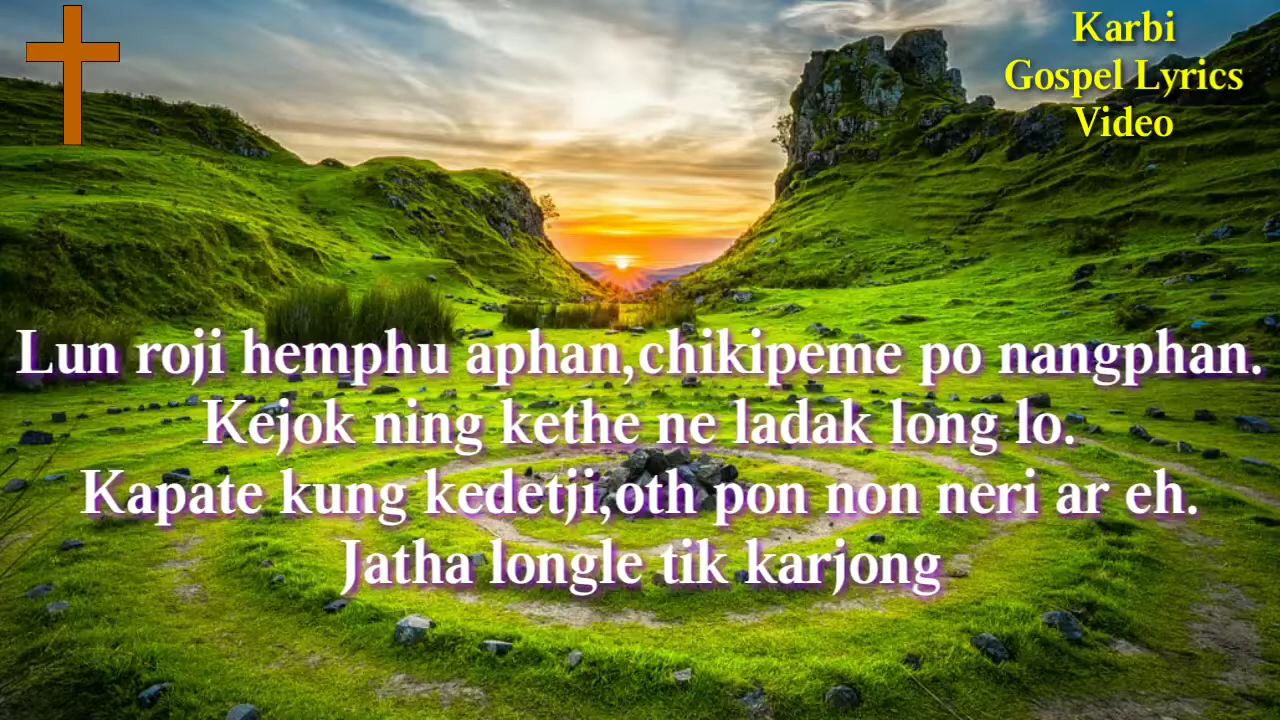 Karbi
Gospel Lyrics
Video
Lun roji hemphu aphan,chikipeme po nangphan.
Kejok ning kethe ne ladak long lo.
Kapate kung kedetji,oth pon non neri ar eh.
Jatha longle tik karjong